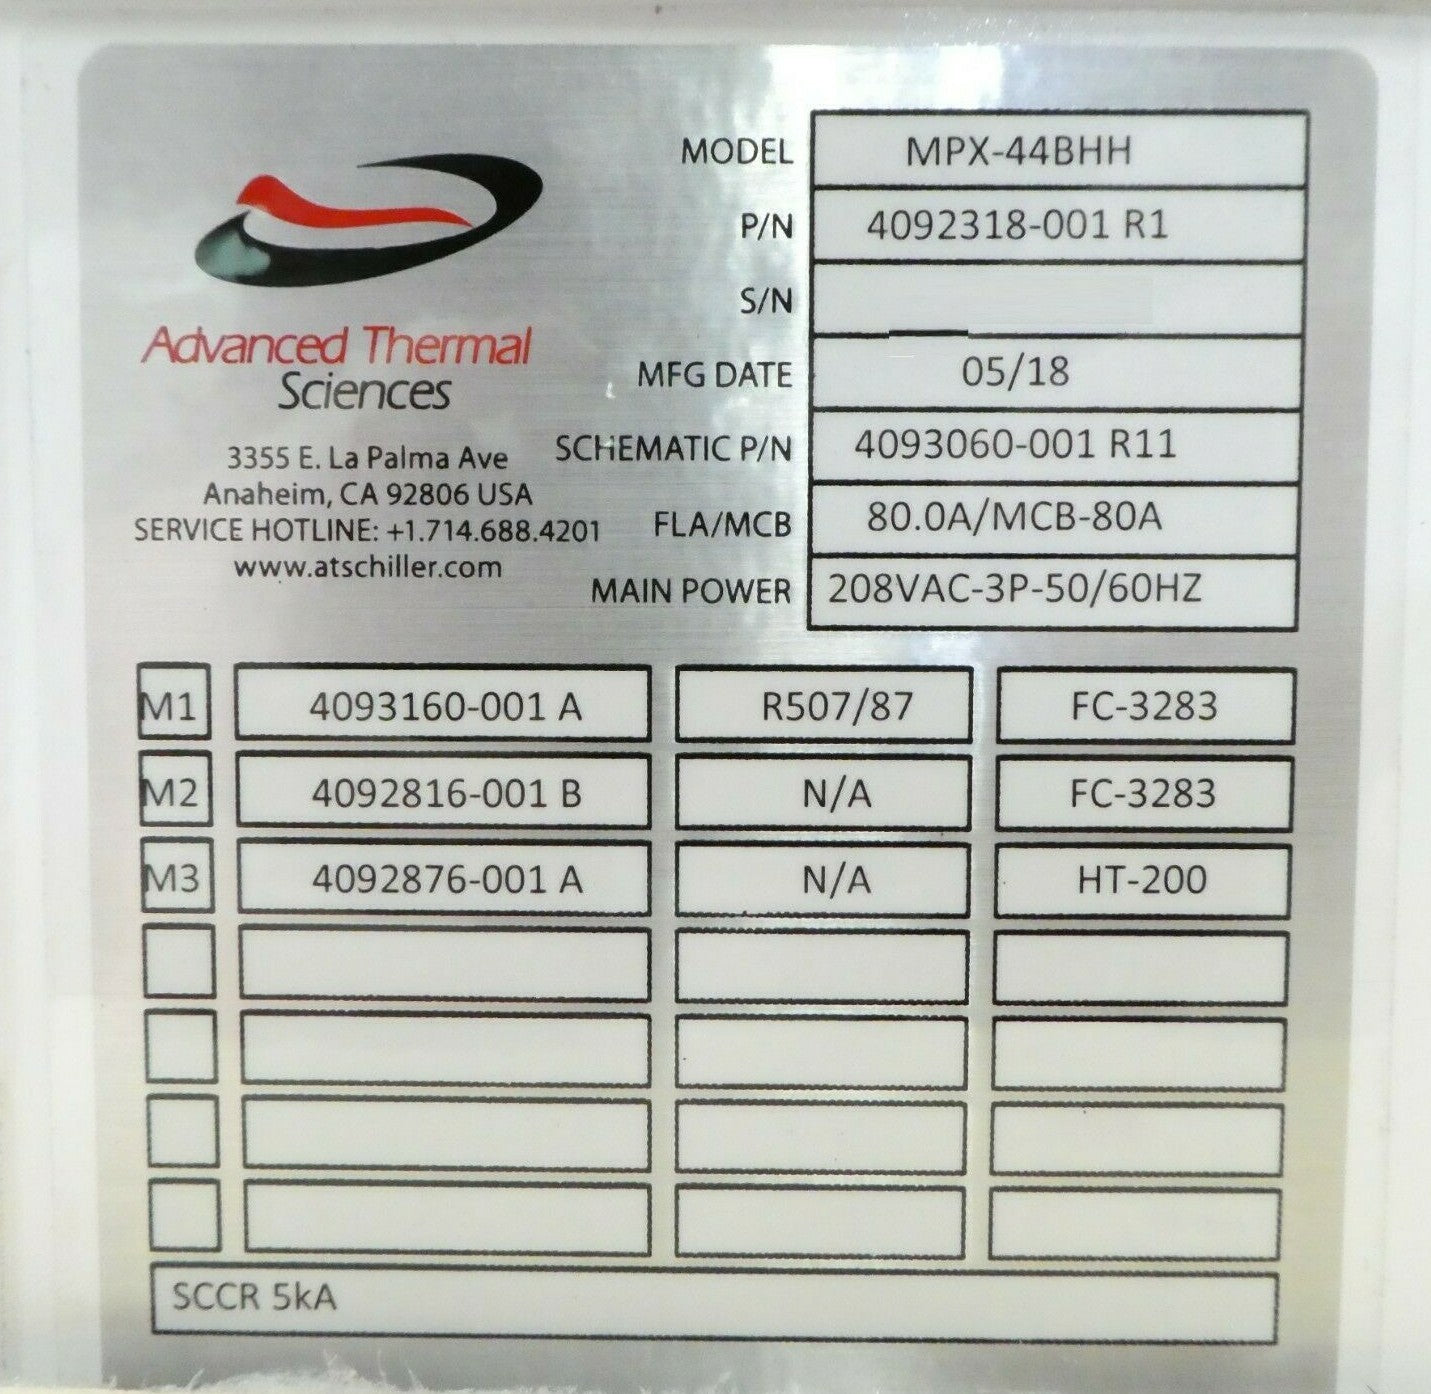 MODEL MPX-44BHH
P/N 4092318-001 R1
S/N
MFG DATE 05/18
SCHEMATIC P/N 4093060-001 R11
FLA/MCB 80.0A/MCB-80A
MAIN POWER 208VAC-3P-50/60HZ
Advanced Thermal
Sciences
3355 E. La Palma Ave
Anaheim, CA 92806 USA
SERVICE HOTLINE: +1.714.688.4201
www.atschiller.com
M1 4093160-001 A R507/87 FC-3283
M2 4092816-001 B N/A FC-3283
M3 4092876-001 A N/A HT-200
SCCR 5kA